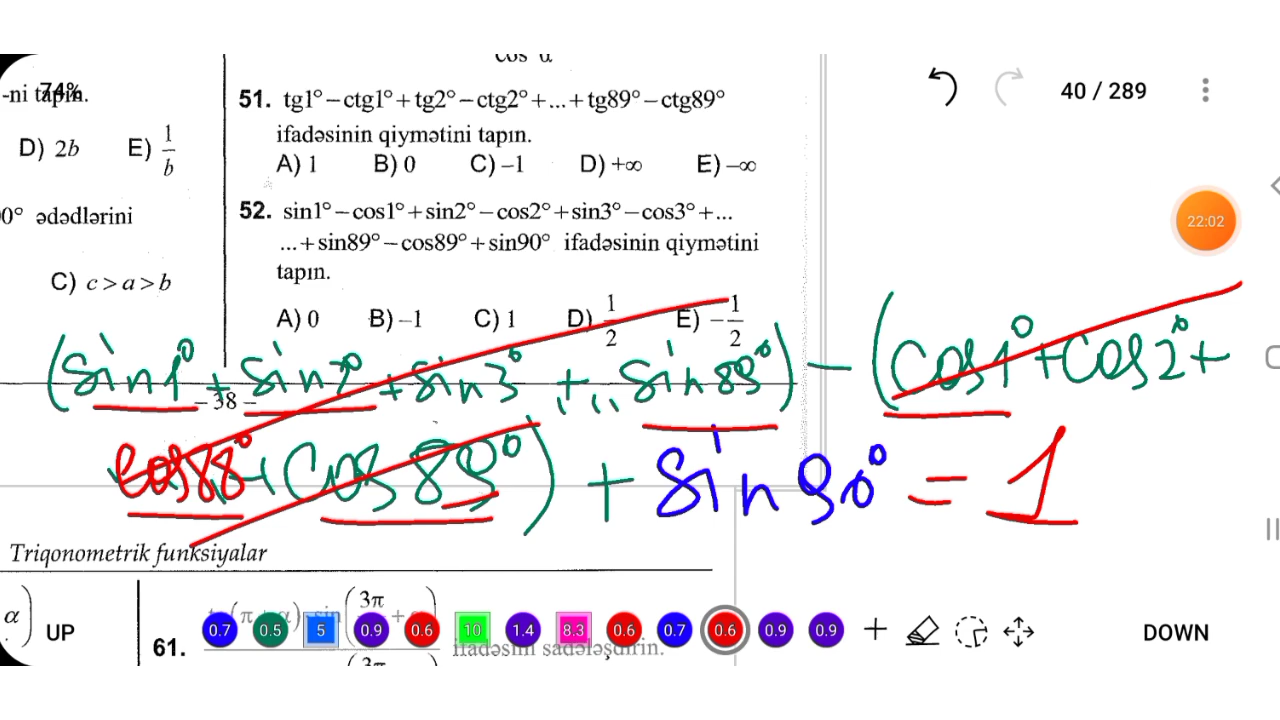 cos α
-ni tapın.
74%
D) 2b E) 1/b
0° ədədlərini
C) c > a > b
51. tg1° – ctg1° + tg2° – ctg2° + ... + tg89° – ctg89°
ifadəsinin qiymətini tapın.
A) 1 B) 0 C) –1 D) +∞ E) –∞
52. sin1° – cos1° + sin2° – cos2° + sin3° – cos3° + ...
... + sin89° – cos89° + sin90° ifadəsinin qiymətini
tapın.
A) 0 B) –1 C) 1 D) 1/2 E) –1/2
40 / 289
22:02
(sin1° + sin2° + sin3° + ... sin89°) – (cos1° + cos2° +
cos88° + cos89°) + sin90° = 1
– 38 –
Triqonometrik funksiyalar
α)
UP
61.
(3π
ifadəsini sadələşdirin.
0.7 0.5 5 0.9 0.6 10 1.4 8.3 0.6 0.7 0.6 0.9 0.9
DOWN